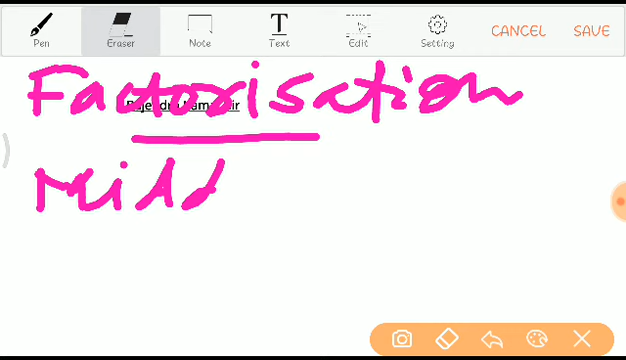 Pen Eraser Note Text Edit Setting CANCEL SAVE
Factorisation
Midd